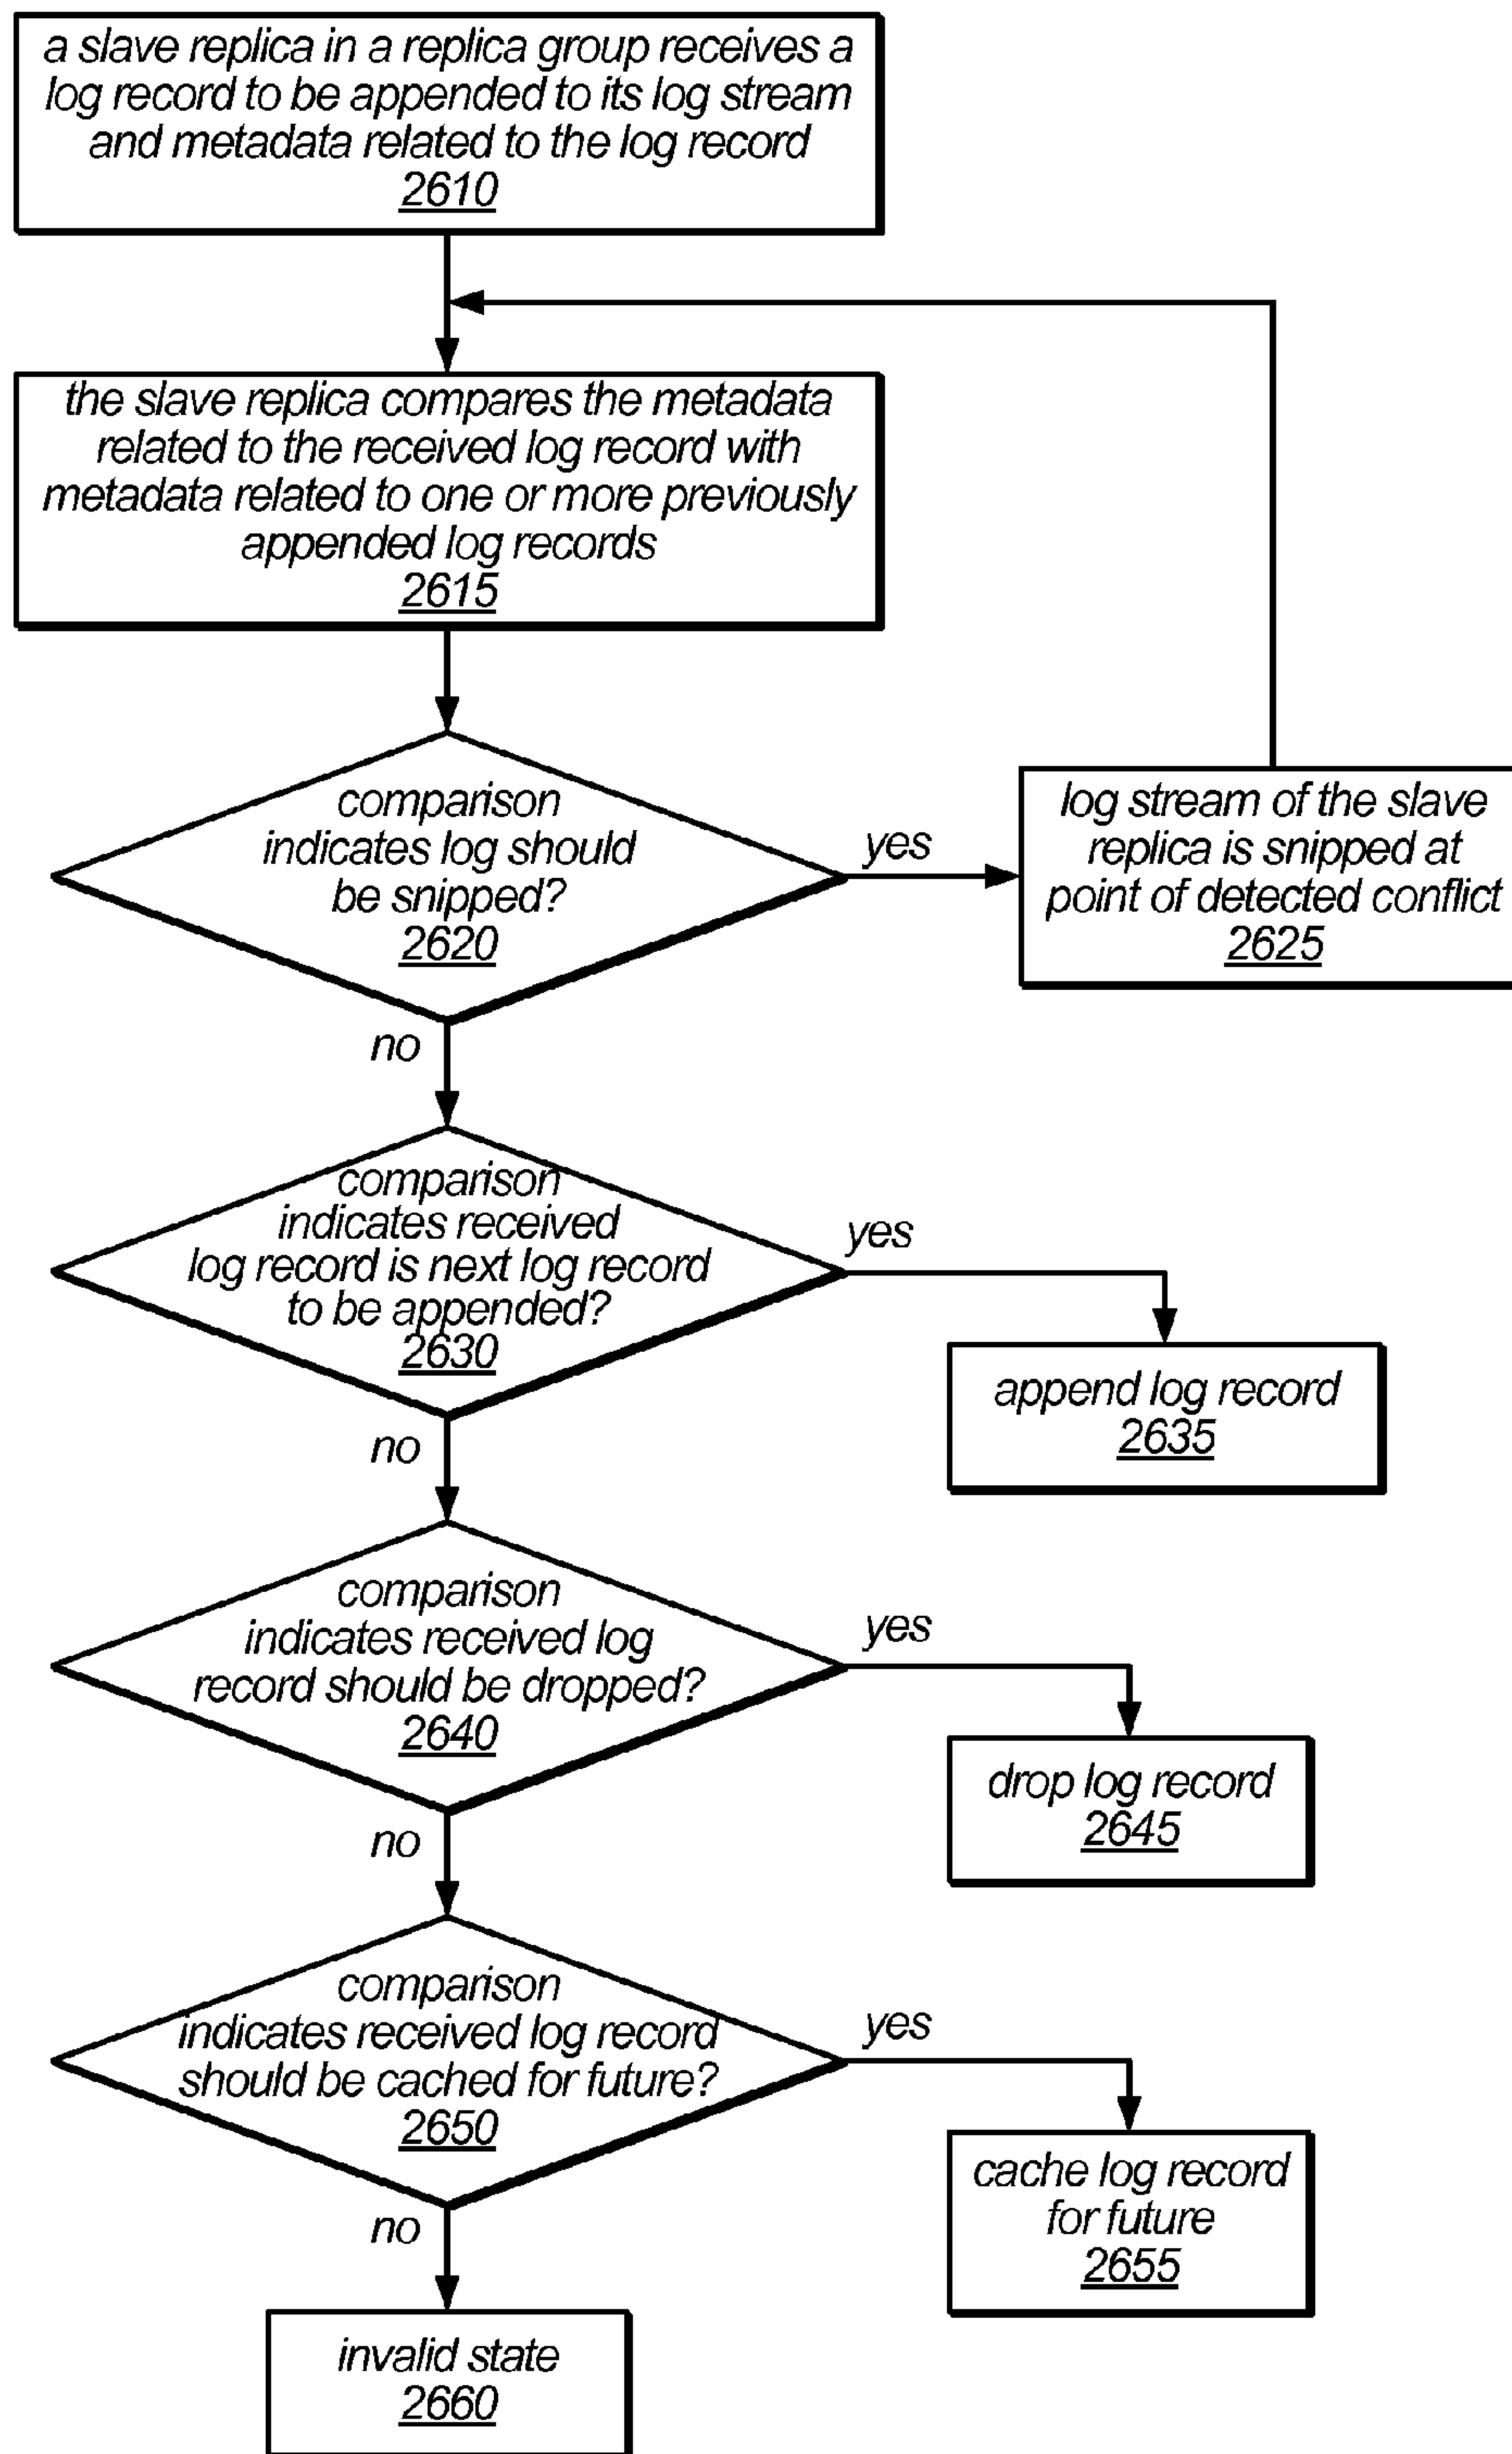 a slave replica in a replica group receives a
log record to be appended to its log stream
and metadata related to the log record
2610
the slave replica compares the metadata
related to the received log record with
metadata related to one or more previously
appended log records
2615
comparison
indicates log should
be snipped?
2620
yes
log stream of the slave
replica is snipped at
point of detected conflict
2625
no
comparison
indicates received
log record is next log record
to be appended?
2630
yes
append log record
2635
no
comparison
indicates received log
record should be dropped?
2640
yes
drop log record
2645
no
comparison
indicates received log record
should be cached for future?
2650
yes
cache log record
for future
2655
no
invalid state
2660